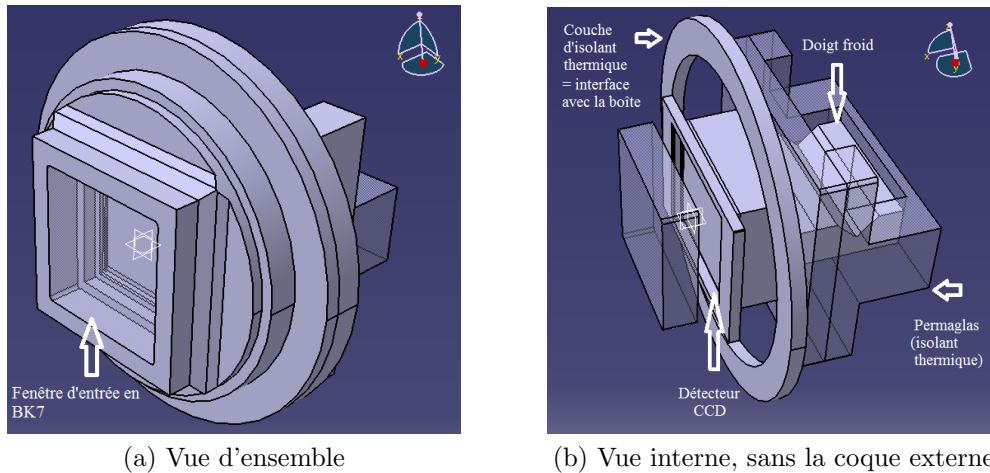 Fenêtre d'entrée en
BK7
Couche
d'isolant
thermique
= interface
avec la boîte
Doigt froid
Permaglas
(isolant
thermique)
Détecteur
CCD
(a) Vue d'ensemble
(b) Vue interne, sans la coque externe